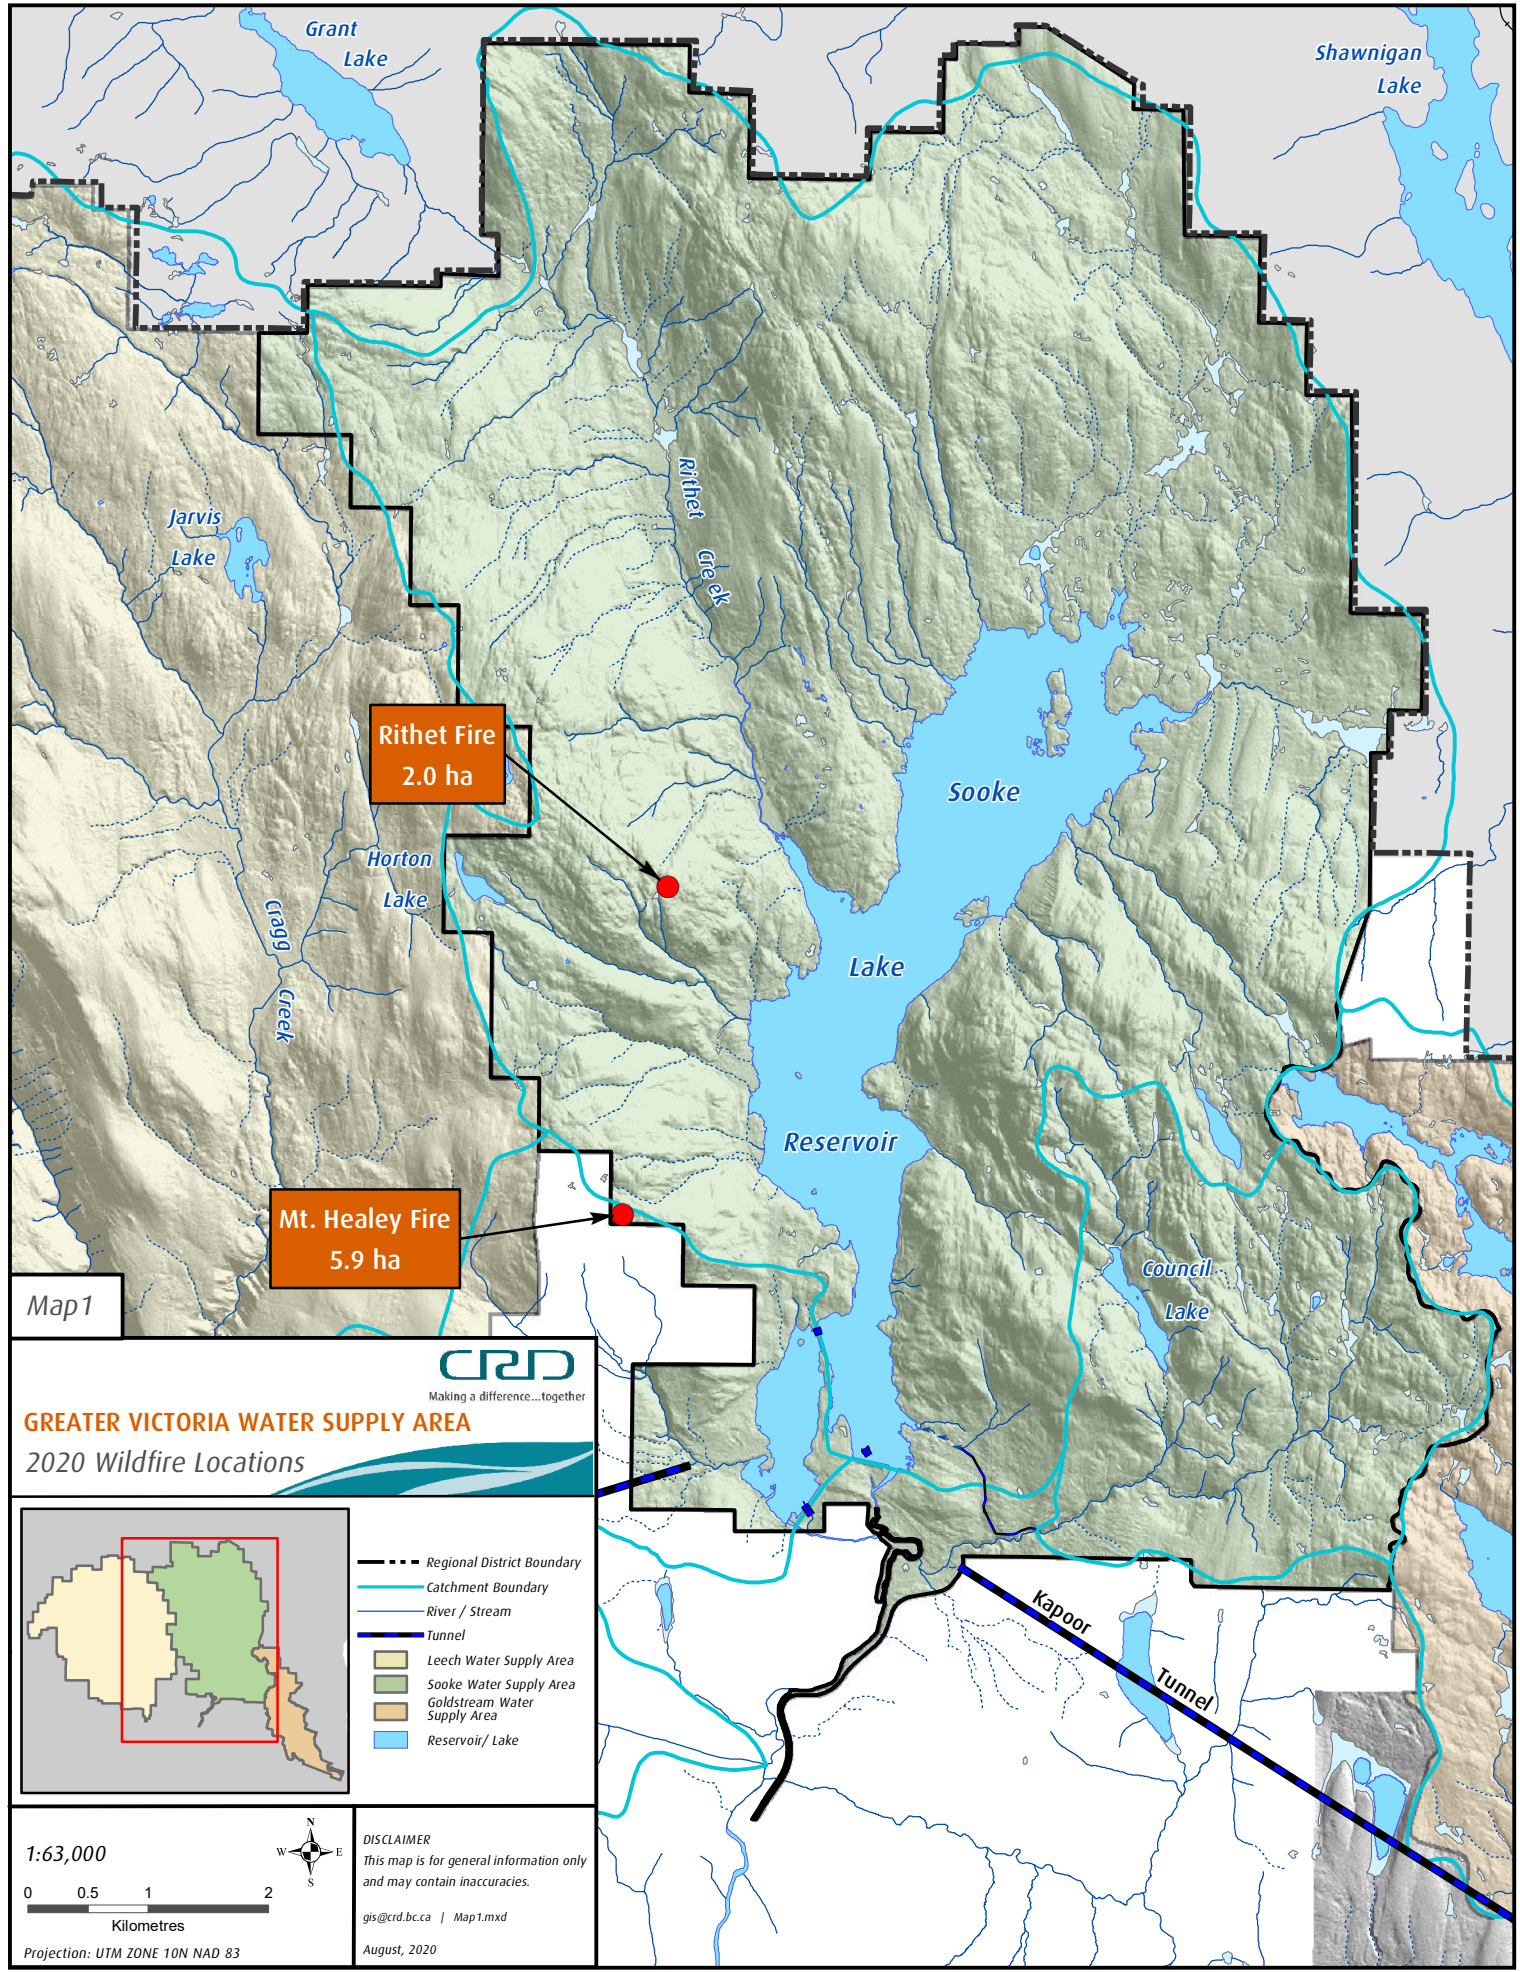 Grant
Lake
Shawnigan
Lake
Jarvis
Lake
Rithet
Creek
Rithet Fire
2.0 ha
Sooke
Horton
Lake
Cragg
Creek
Lake
Reservoir
Mt. Healey Fire
5.9 ha
Council
Lake
Map1
CRD
Making a difference...together
GREATER VICTORIA WATER SUPPLY AREA
2020 Wildfire Locations
Regional District Boundary
Catchment Boundary
River / Stream
Tunnel
Leech Water Supply Area
Sooke Water Supply Area
Goldstream Water
Supply Area
Reservoir/ Lake
Kapoor
Tunnel
1:63,000
N
W E
S
0 0.5 1 2
Kilometres
Projection: UTM ZONE 10N NAD 83
DISCLAIMER
This map is for general information only
and may contain inaccuracies.
gis@crd.bc.ca | Map1.mxd
August, 2020